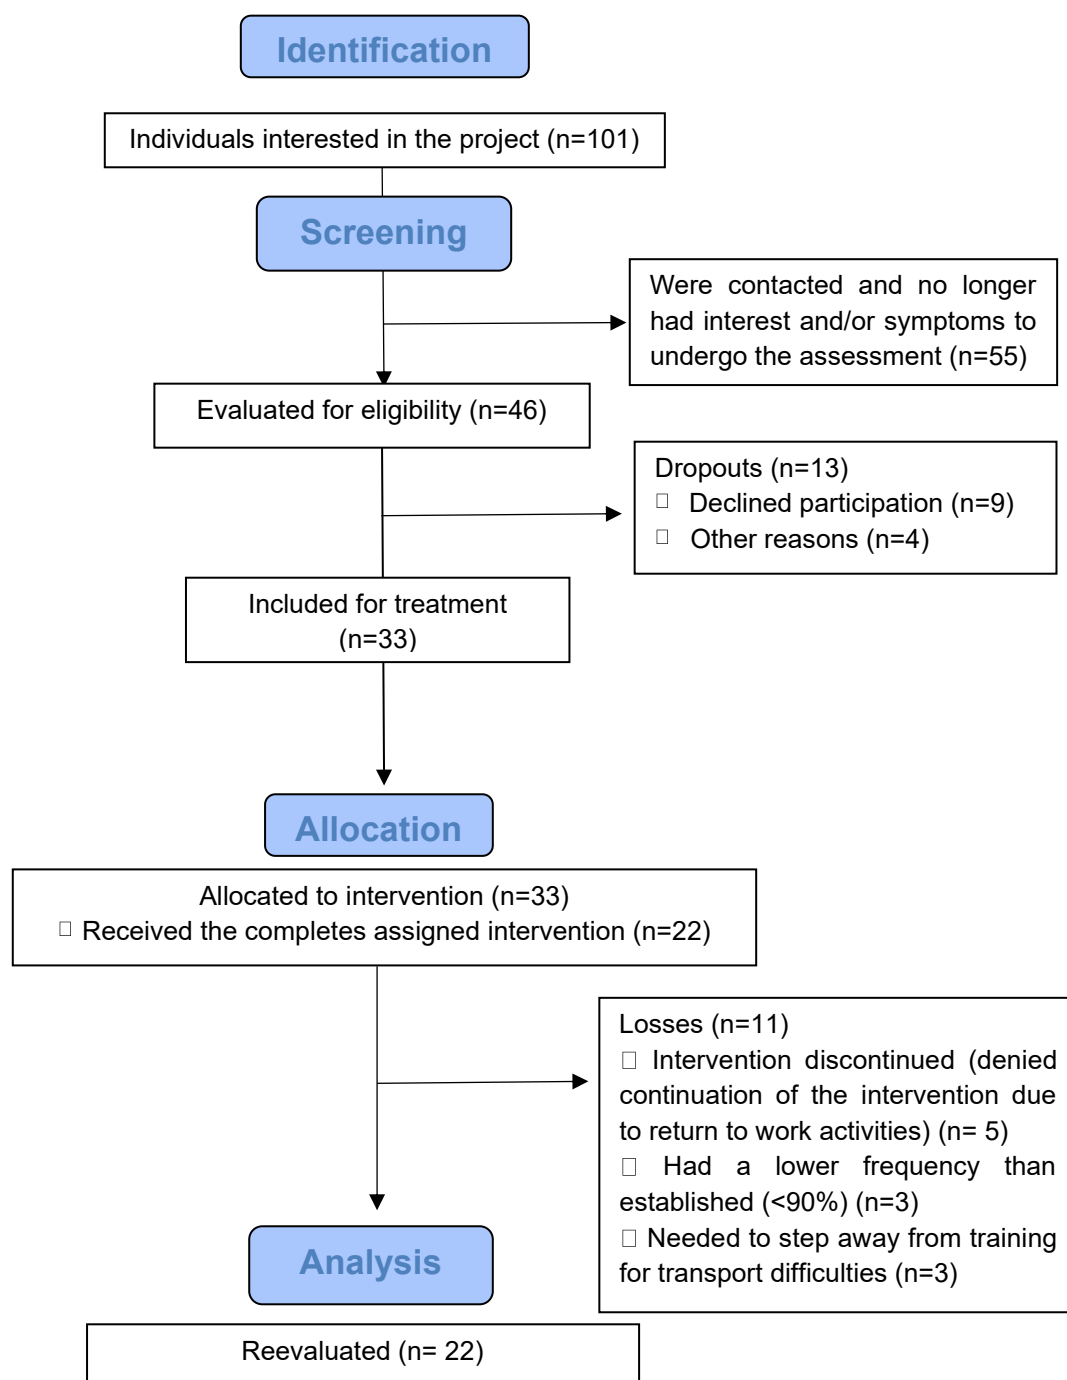 Identification
Individuals interested in the project (n=101)
Screening
Were contacted and no longer
had interest and/or symptoms to
undergo the assessment (n=55)
Evaluated for eligibility (n=46)
Dropouts (n=13)
Declined participation (n=9)
Other reasons (n=4)
Included for treatment
(n=33)
Allocation
Allocated to intervention (n=33)
Received the completes assigned intervention (n=22)
Losses (n=11)
Intervention discontinued (denied
continuation of the intervention due
to return to work activities) (n= 5)
Had a lower frequency than
established (<90%) (n=3)
Needed to step away from training
for transport difficulties (n=3)
Analysis
Reevaluated (n= 22)